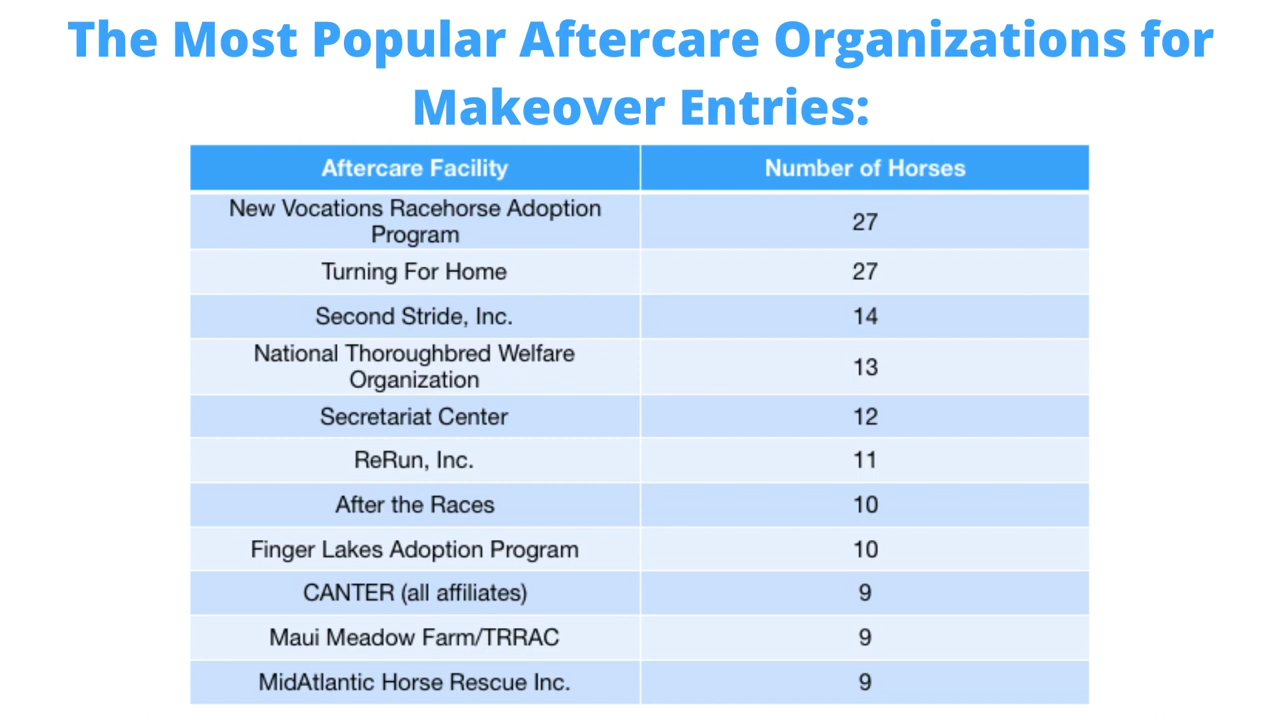 The Most Popular Aftercare Organizations for
Makeover Entries:
Aftercare Facility Number of Horses
New Vocations Racehorse Adoption
Program 27
Turning For Home 27
Second Stride, Inc. 14
National Thoroughbred Welfare
Organization 13
Secretariat Center 12
ReRun, Inc. 11
After the Races 10
Finger Lakes Adoption Program 10
CANTER (all affiliates) 9
Maui Meadow Farm/TRRAC 9
MidAtlantic Horse Rescue Inc. 9